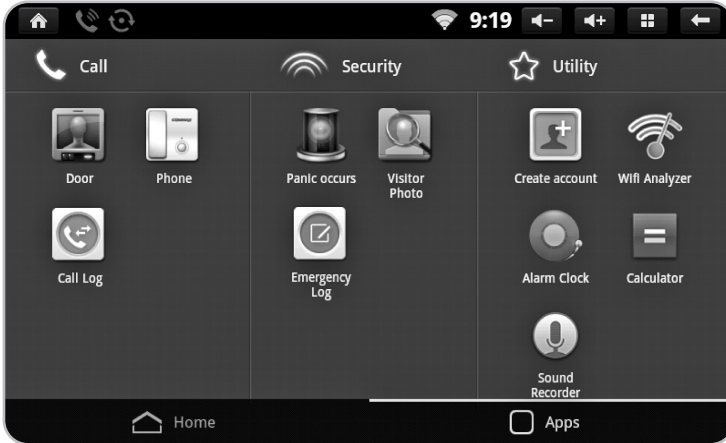 9:19
Call
Security
Utility
Door
Phone
Panic occurs
Visitor
Photo
Create account
Wifi Analyzer
Call Log
Emergency
Log
Alarm Clock
Calculator
Sound
Recorder
Home
Apps